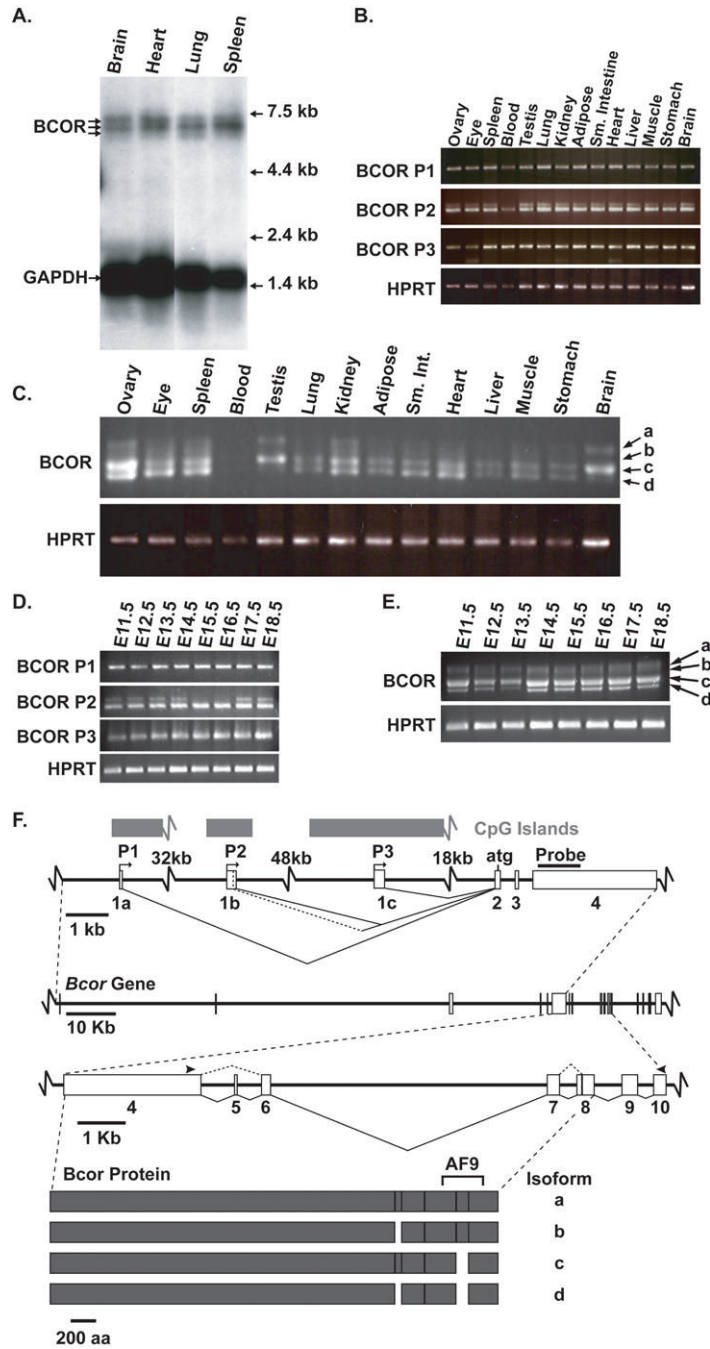 A.
Brain Heart Lung Spleen
BCOR
7.5 kb
4.4 kb
2.4 kb
GAPDH
1.4 kb
B.
Ovary Eye Spleen Blood Testis Lung Kidney Adipose Sm. Intestine Heart Liver Muscle Stomach Brain
BCOR P1
BCOR P2
BCOR P3
HPRT
C.
Ovary Eye Spleen Blood Testis Lung Kidney Adipose Sm. Int. Heart Liver Muscle Stomach Brain
BCOR
a
b
c
d
HPRT
D.
E11.5 E12.5 E13.5 E14.5 E15.5 E16.5 E17.5 E18.5
BCOR P1
BCOR P2
BCOR P3
HPRT
E.
E11.5 E12.5 E13.5 E14.5 E15.5 E16.5 E17.5 E18.5
BCOR
a
b
c
d
HPRT
F.
CpG Islands
P1 32kb P2 48kb P3 18kb atg Probe
1a 1b 1c 2 3 4
1 kb
Bcor Gene
10 Kb
4 5 6 7 8 9 10
1 Kb
Bcor Protein AF9 Isoform
a
b
c
d
200 aa